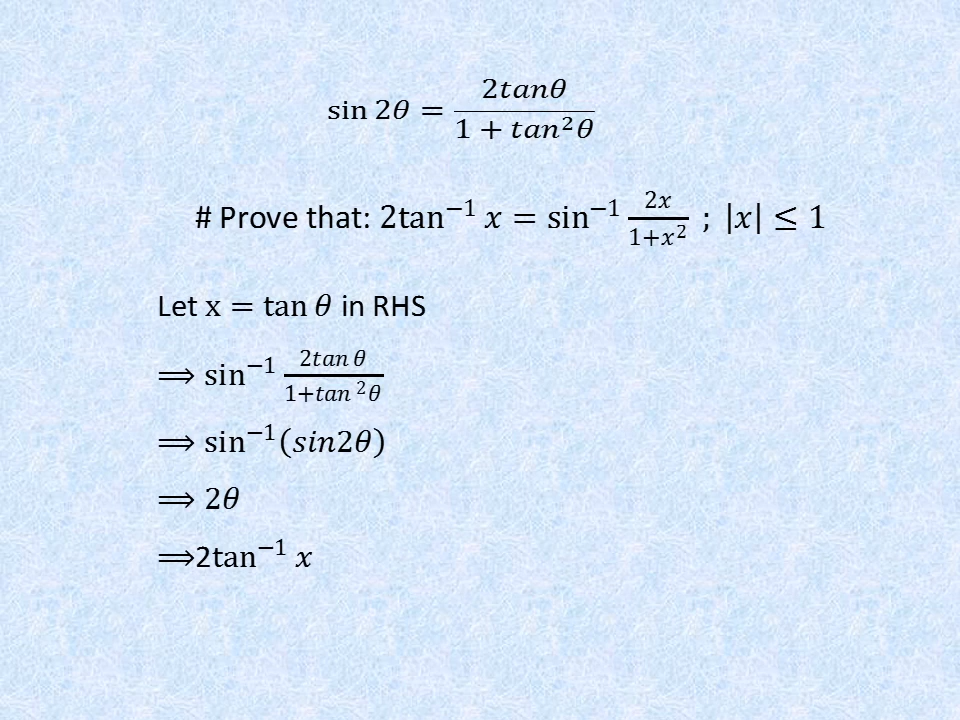 sin 2θ = 2tanθ / 1 + tan²θ
# Prove that: 2tan⁻¹ x = sin⁻¹ 2x / 1+x² ; |x| ≤ 1
Let x = tan θ in RHS
⟹ sin⁻¹ 2tan θ / 1+tan ²θ
⟹ sin⁻¹(sin2θ)
⟹ 2θ
⟹2tan⁻¹ x